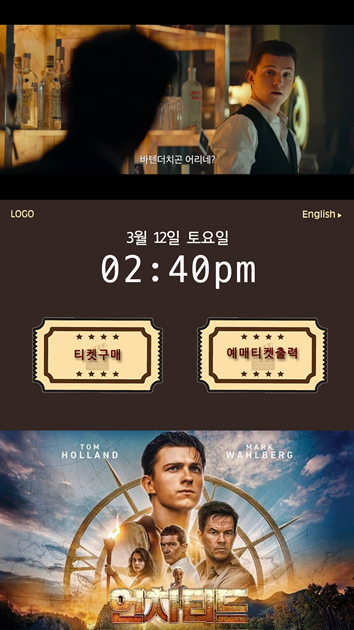 바텐더치곤 어리네?
LOGO
English ▸
3월 12일 토요일
02:40pm
티켓구매
예매티켓출력
TOM
HOLLAND
MARK
WAHLBERG
언차티드